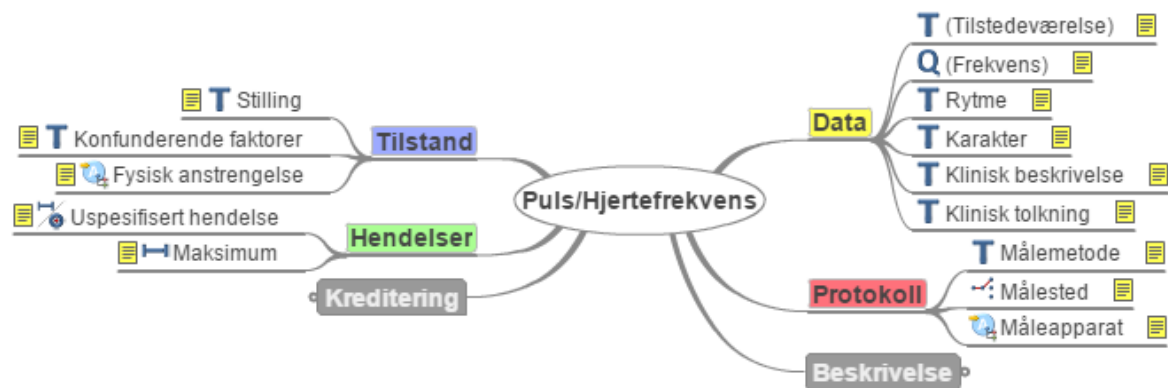 Puls/Hjertefrekvens
Tilstand
T Stilling
T Konfunderende faktorer
Fysisk anstrengelse
Hendelser
Uspesifisert hendelse
Maksimum
Kreditering
Data
T (Tilstedeværelse)
Q (Frekvens)
T Rytme
T Karakter
T Klinisk beskrivelse
T Klinisk tolkning
Protokoll
T Målemetode
Målested
Måleapparat
Beskrivelse